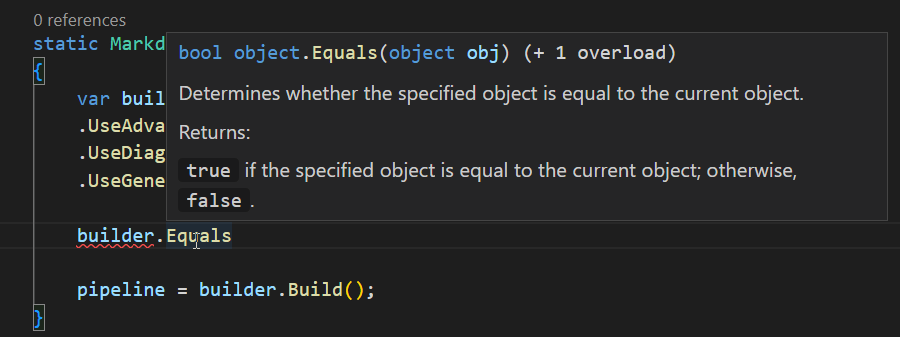 0 references
static Markd
bool object.Equals(object obj) (+ 1 overload)
{
Determines whether the specified object is equal to the current object.
var buil
.UseAdva
Returns:
.UseDiag
true if the specified object is equal to the current object; otherwise,
.UseGene
false.
builder.Equals
pipeline = builder.Build();
}